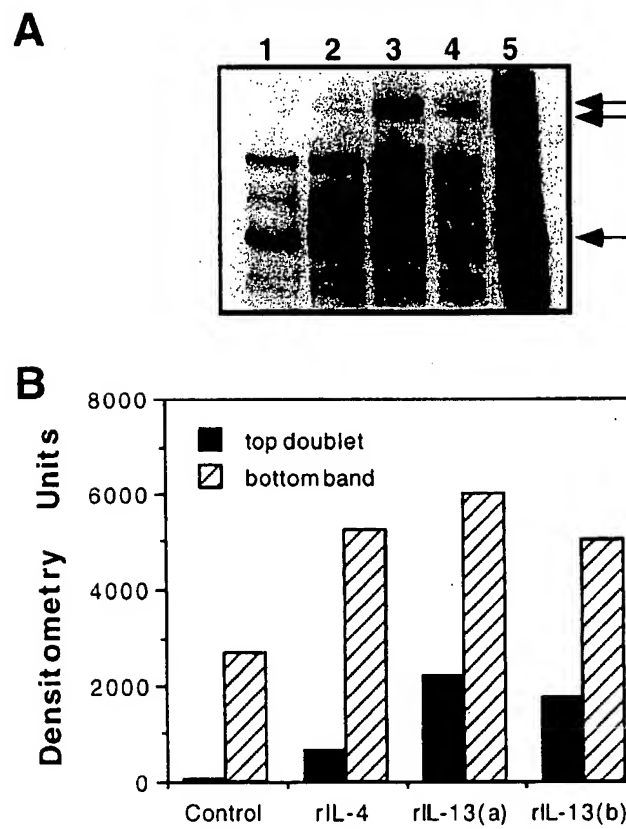 A
1 2 3 4 5
B
Densitometry Units
8000
6000
4000
2000
0
top doublet
bottom band
Control rIL-4 rIL-13(a) rIL-13(b)